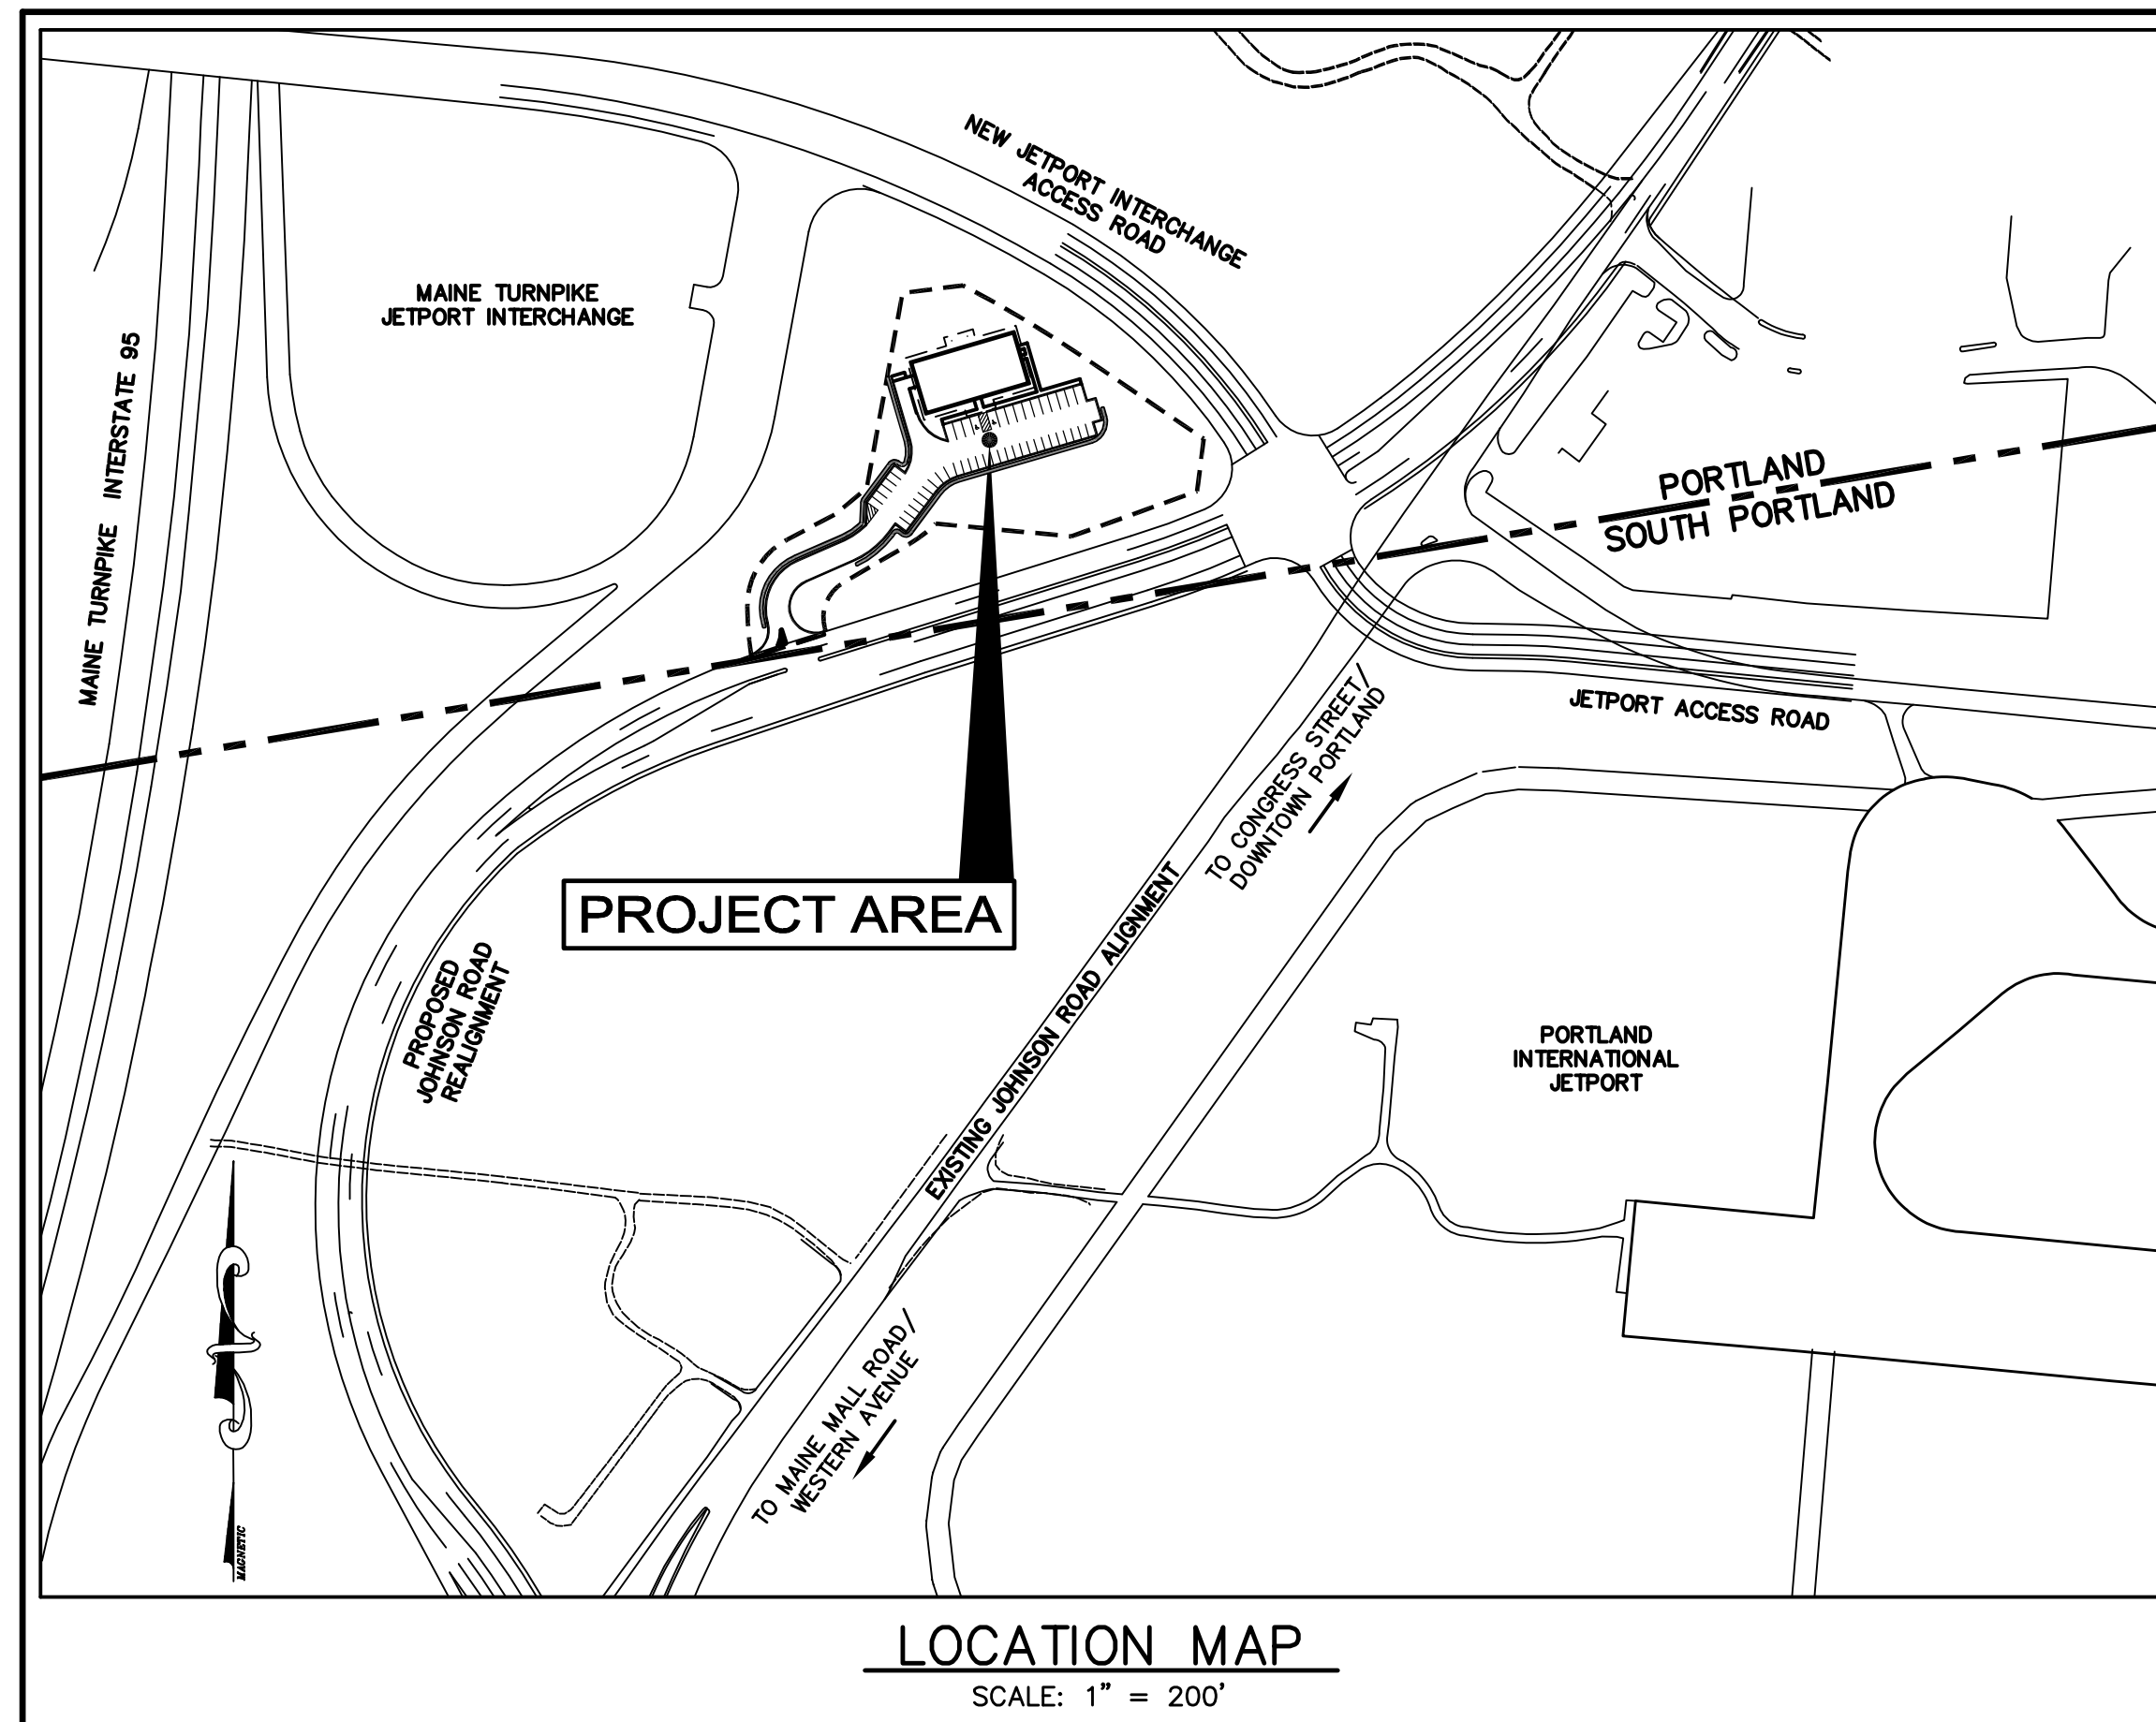 NEW JETPORT INTERCHANGE
ACCESS ROAD
MAINE TURNPIKE
JETPORT INTERCHANGE
MAINE TURNPIKE INTERSTATE 95
PORTLAND
SOUTH PORTLAND
JETPORT ACCESS ROAD
TO CONGRESS STREET/
DOWNTOWN PORTLAND
PROJECT AREA
EXISTING JOHNSON ROAD ALIGNMENT
PROPOSED
JOHNSON ROAD
REALIGNMENT
PORTLAND
INTERNATIONAL
JETPORT
TO MAINE MALL ROAD/
WESTERN AVENUE
MAGNETIC
LOCATION MAP
SCALE: 1" = 200'